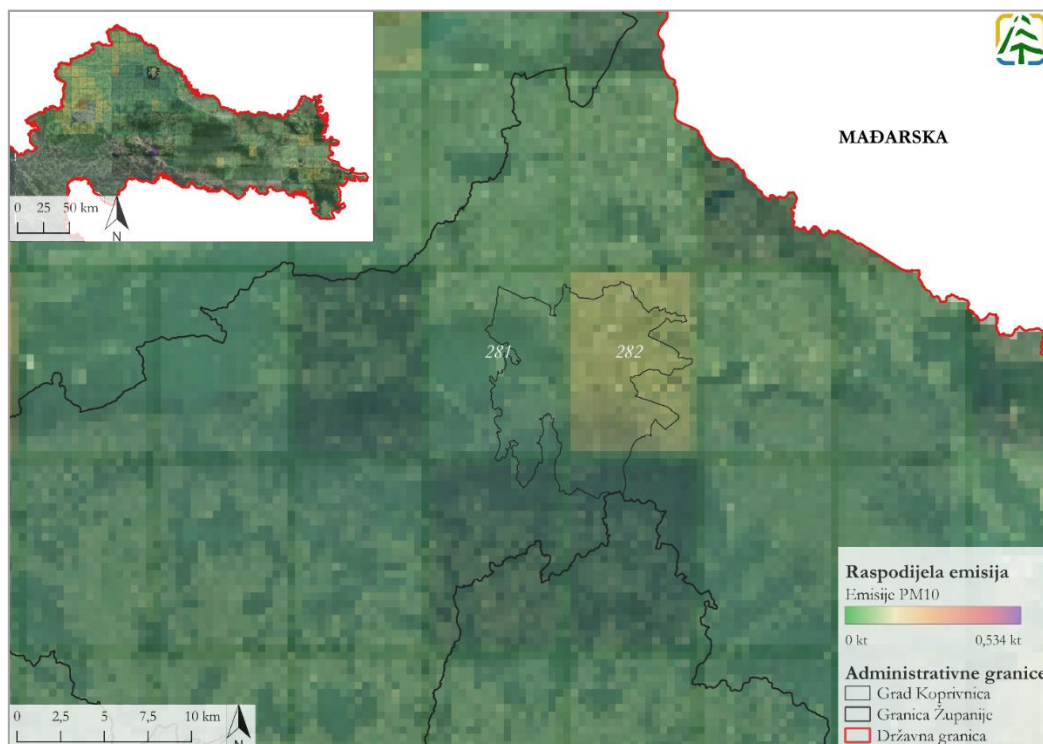 MAĐARSKA
0 25 50 km
N
281
282
Raspodijela emisija
Emisije PM10
0 kt 0,534 kt
Administrativne granice
Grad Koprivnica
Granica Županije
Državna granica
0 2,5 5 7,5 10 km
N